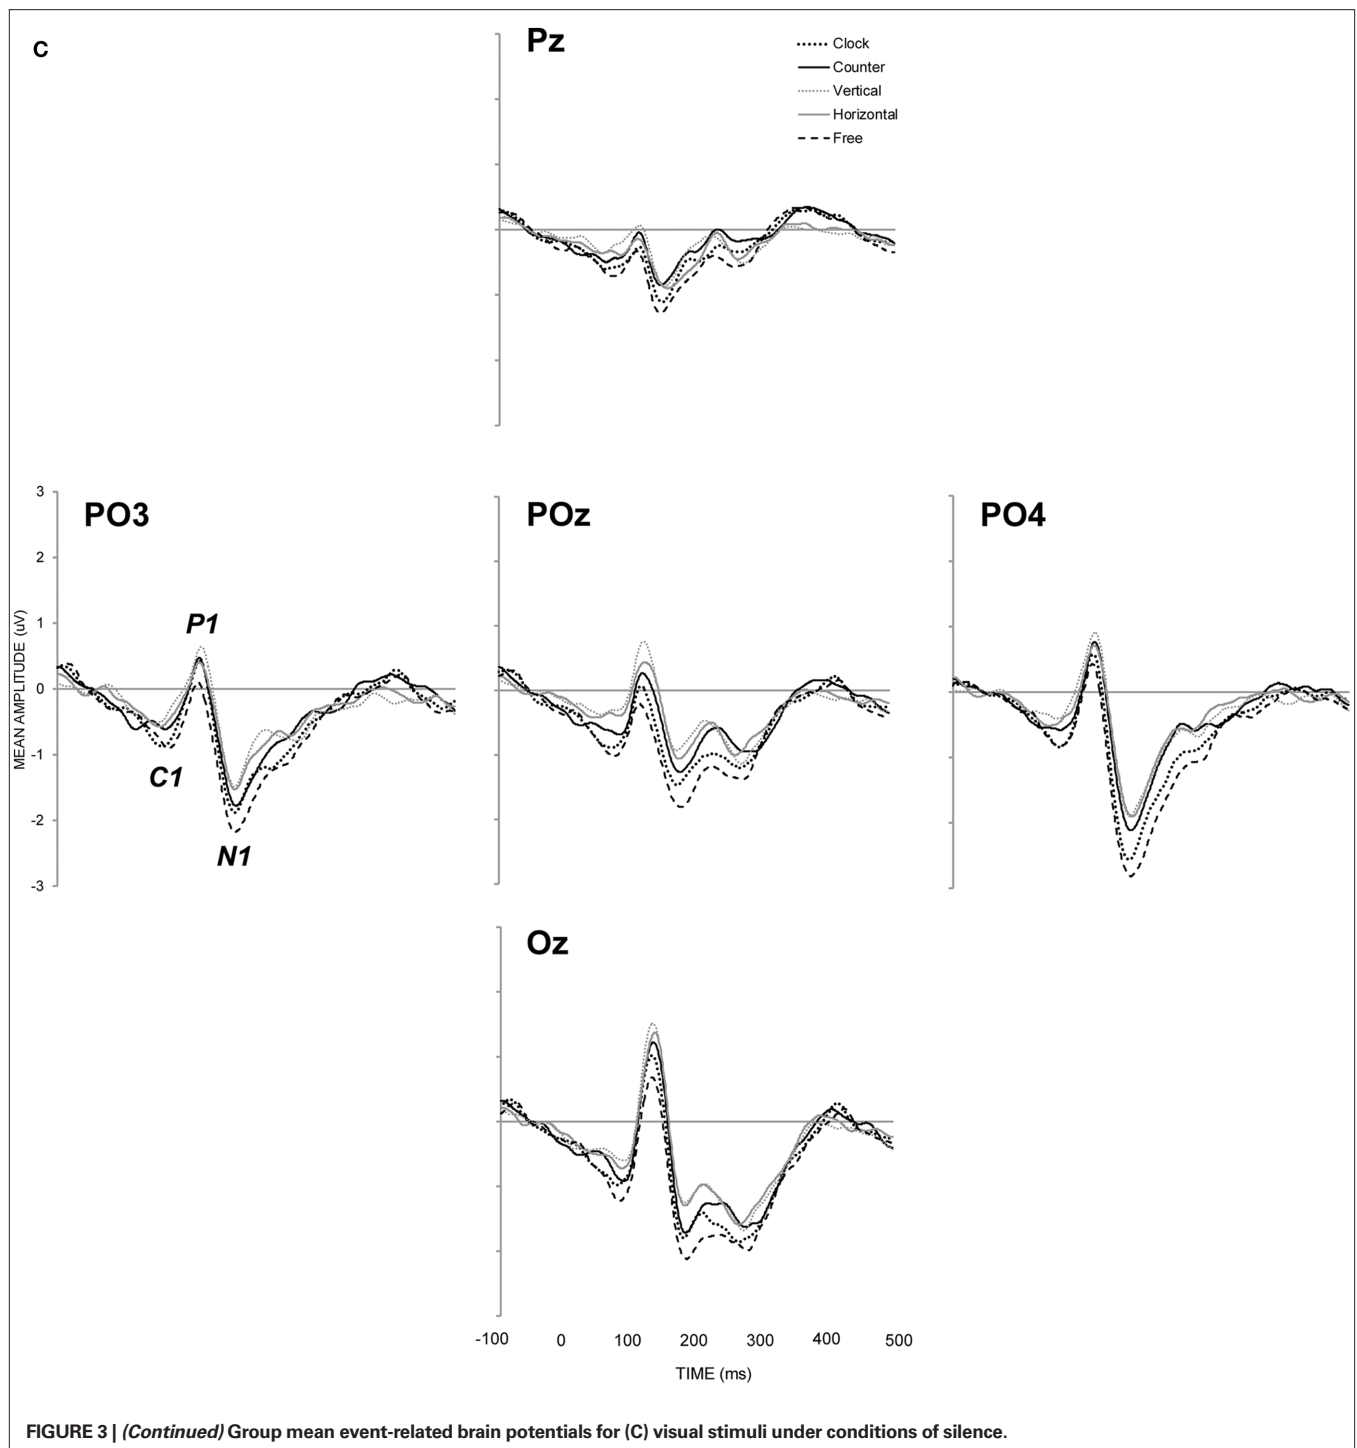 C
Pz
Clock
Counter
Vertical
Horizontal
Free
PO3
POz
PO4
3
2
1
0
-1
-2
-3
MEAN AMPLITUDE (uV)
P1
C1
N1
Oz
-100 0 100 200 300 400 500
TIME (ms)
FIGURE 3 | (Continued) Group mean event-related brain potentials for (C) visual stimuli under conditions of silence.